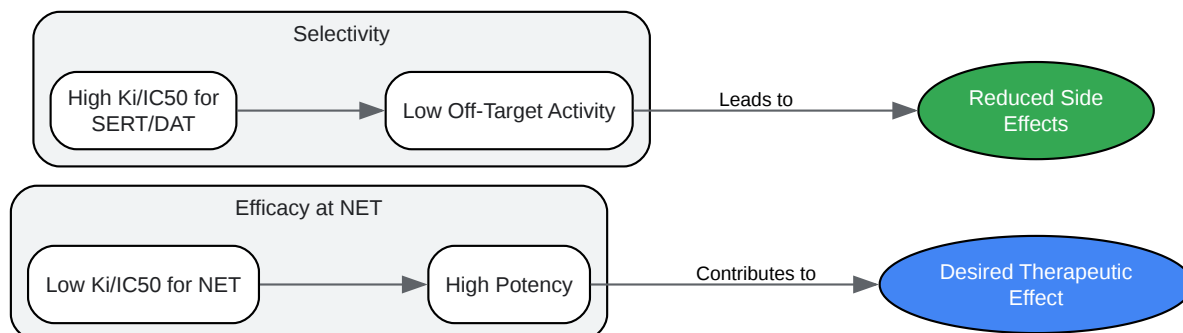 Selectivity
High Ki/IC50 for
SERT/DAT
Low Off-Target Activity
Leads to
Reduced Side
Effects
Efficacy at NET
Low Ki/IC50 for NET
High Potency
Contributes to
Desired Therapeutic
Effect